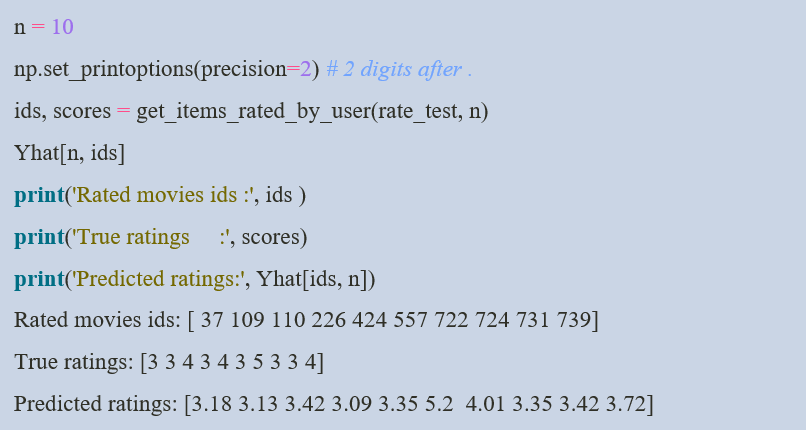 n = 10
np.set_printoptions(precision=2) # 2 digits after .
ids, scores = get_items_rated_by_user(rate_test, n)
Yhat[n, ids]
print('Rated movies ids :', ids )
print('True ratings     :', scores)
print('Predicted ratings:', Yhat[ids, n])
Rated movies ids: [ 37 109 110 226 424 557 722 724 731 739]
True ratings: [3 3 4 3 4 3 5 3 3 4]
Predicted ratings: [3.18 3.13 3.42 3.09 3.35 5.2  4.01 3.35 3.42 3.72]